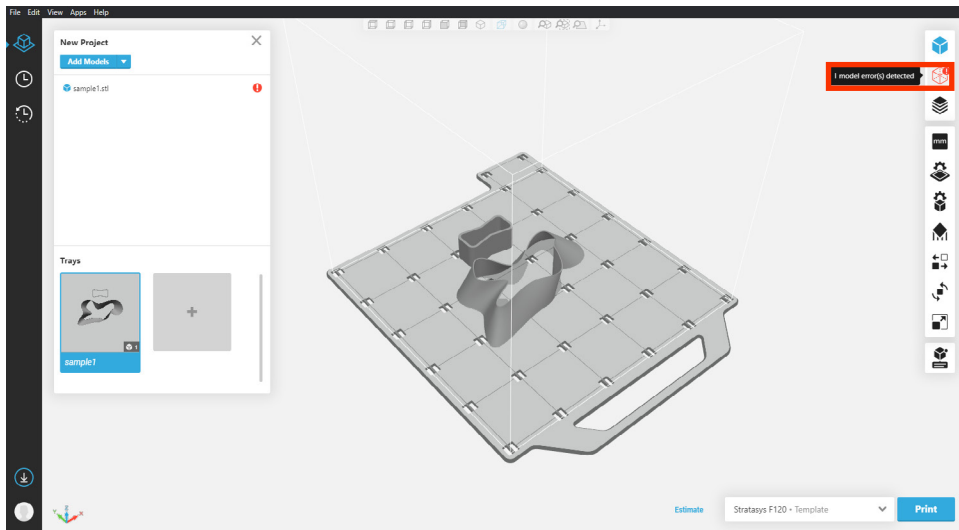 File Edit View Apps Help
New Project
Add Models
sample1.stl
1 model error(s) detected
mm
Trays
1
sample1
Estimate
Stratasys F120 - Template
Print